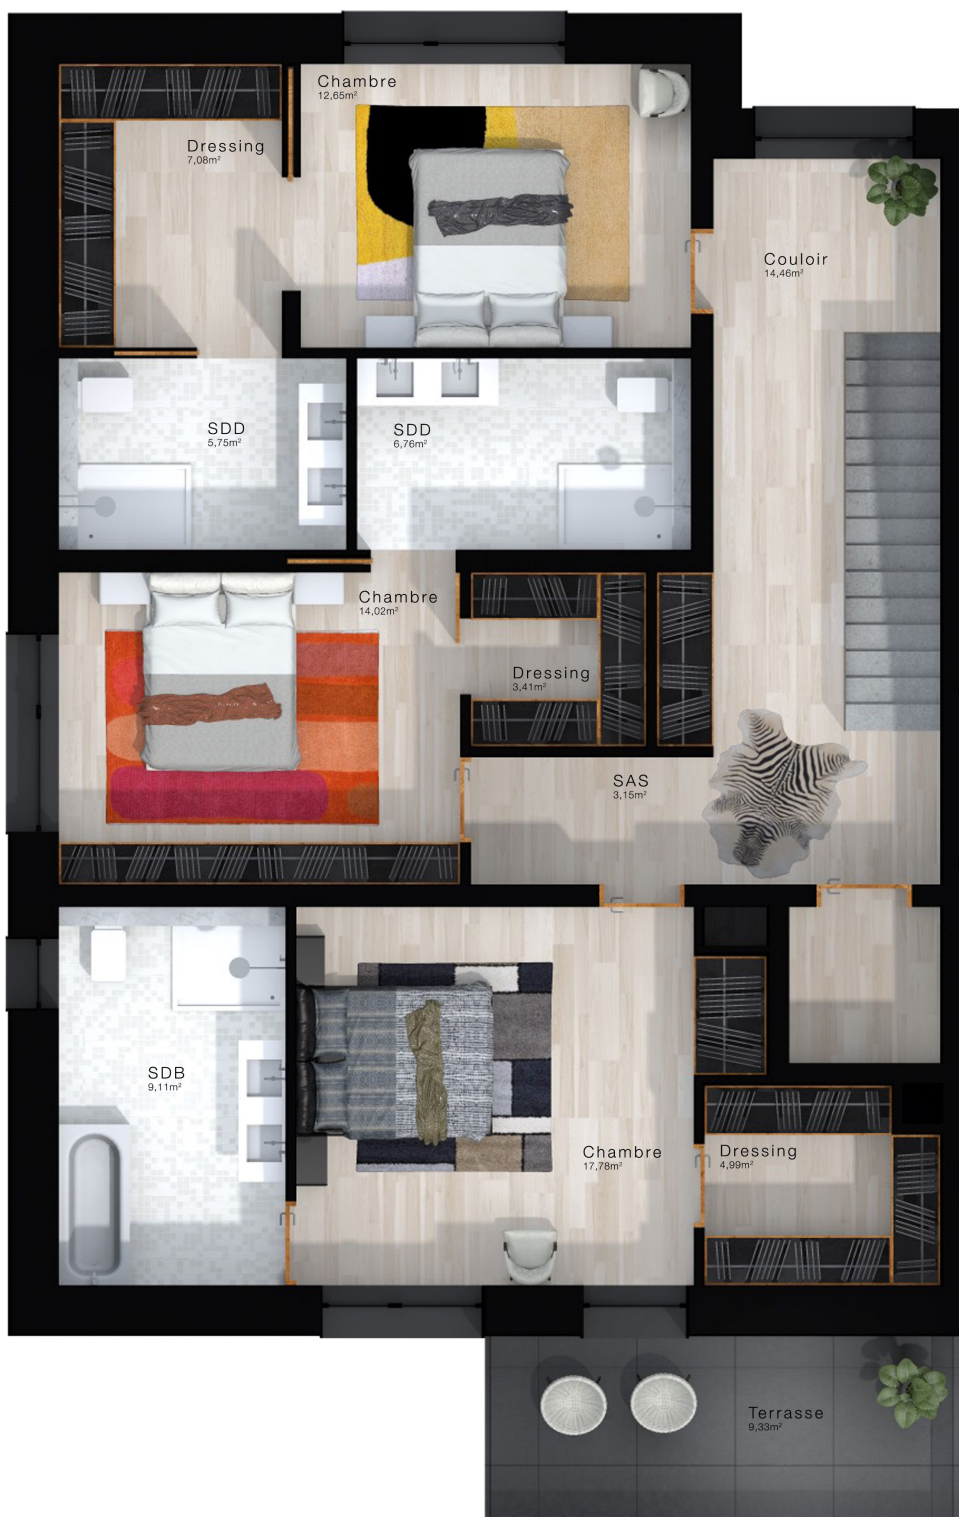 Chambre
12,65m²
Dressing
7,08m²
Couloir
14,46m²
SDD
5,75m²
SDD
6,76m²
Chambre
14,02m²
Dressing
3,41m²
SAS
3,15m²
SDB
9,11m²
Chambre
17,78m²
Dressing
4,99m²
Terrasse
9,33m²